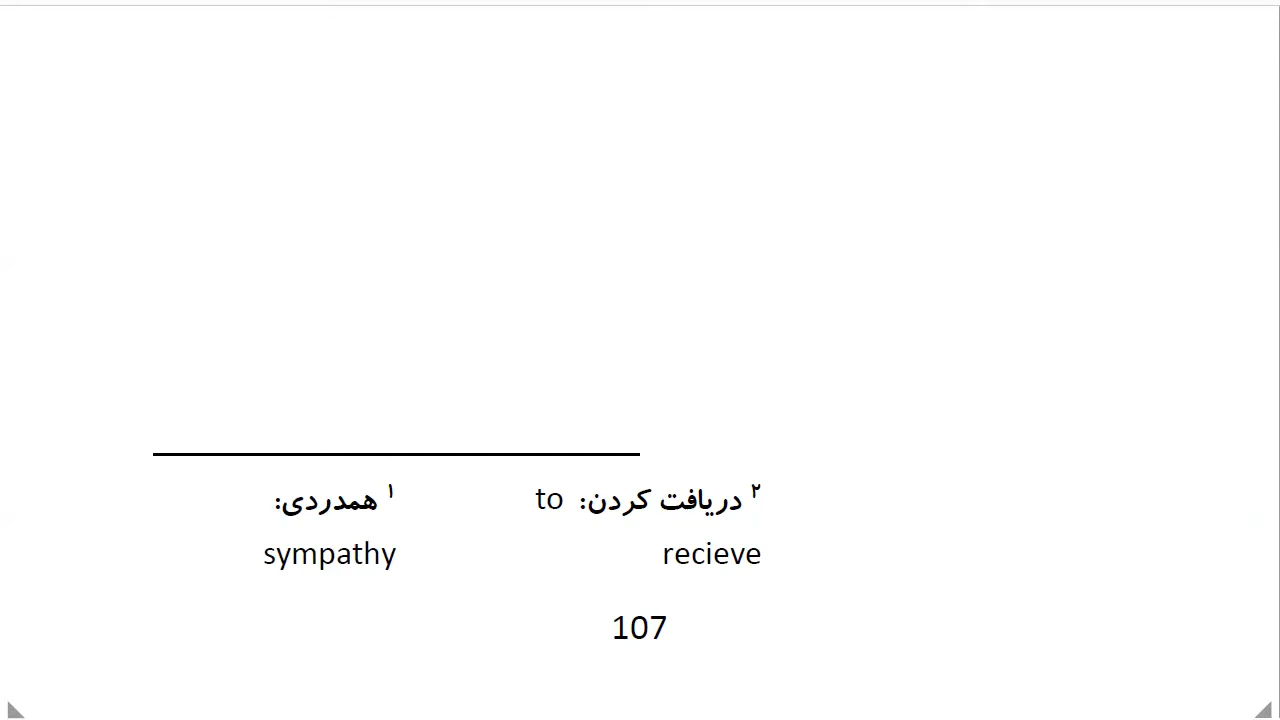 ۱ همدردی:
sympathy
۲ دریافت کردن: to
recieve
107